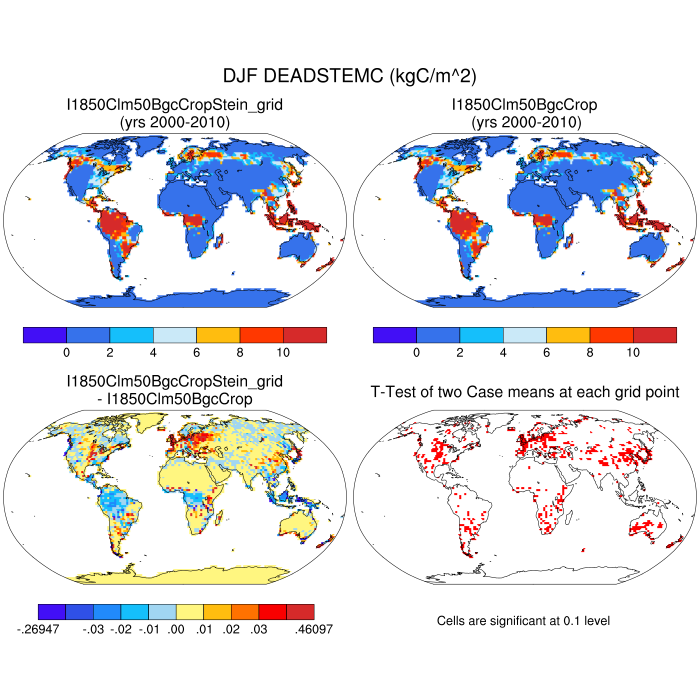 DJF DEADSTEMC (kgC/m^2)
I1850Clm50BgcCropStein_grid
(yrs 2000-2010)
I1850Clm50BgcCrop
(yrs 2000-2010)
0 2 4 6 8 10
0 2 4 6 8 10
I1850Clm50BgcCropStein_grid
- I1850Clm50BgcCrop
T-Test of two Case means at each grid point
-.26947 -.03 -.02 -.01 .00 .01 .02 .03 .46097
Cells are significant at 0.1 level